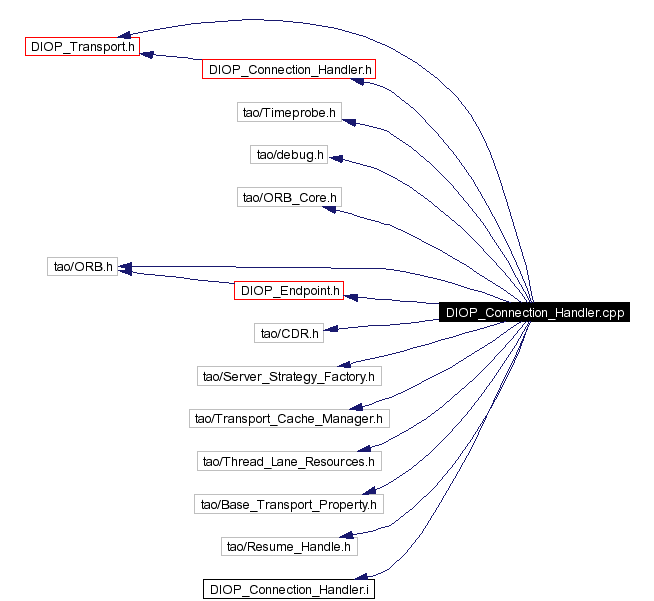 DIOP_Transport.h
DIOP_Connection_Handler.h
tao/Timeprobe.h
tao/debug.h
tao/ORB_Core.h
tao/ORB.h
DIOP_Endpoint.h
DIOP_Connection_Handler.cpp
tao/CDR.h
tao/Server_Strategy_Factory.h
tao/Transport_Cache_Manager.h
tao/Thread_Lane_Resources.h
tao/Base_Transport_Property.h
tao/Resume_Handle.h
DIOP_Connection_Handler.i